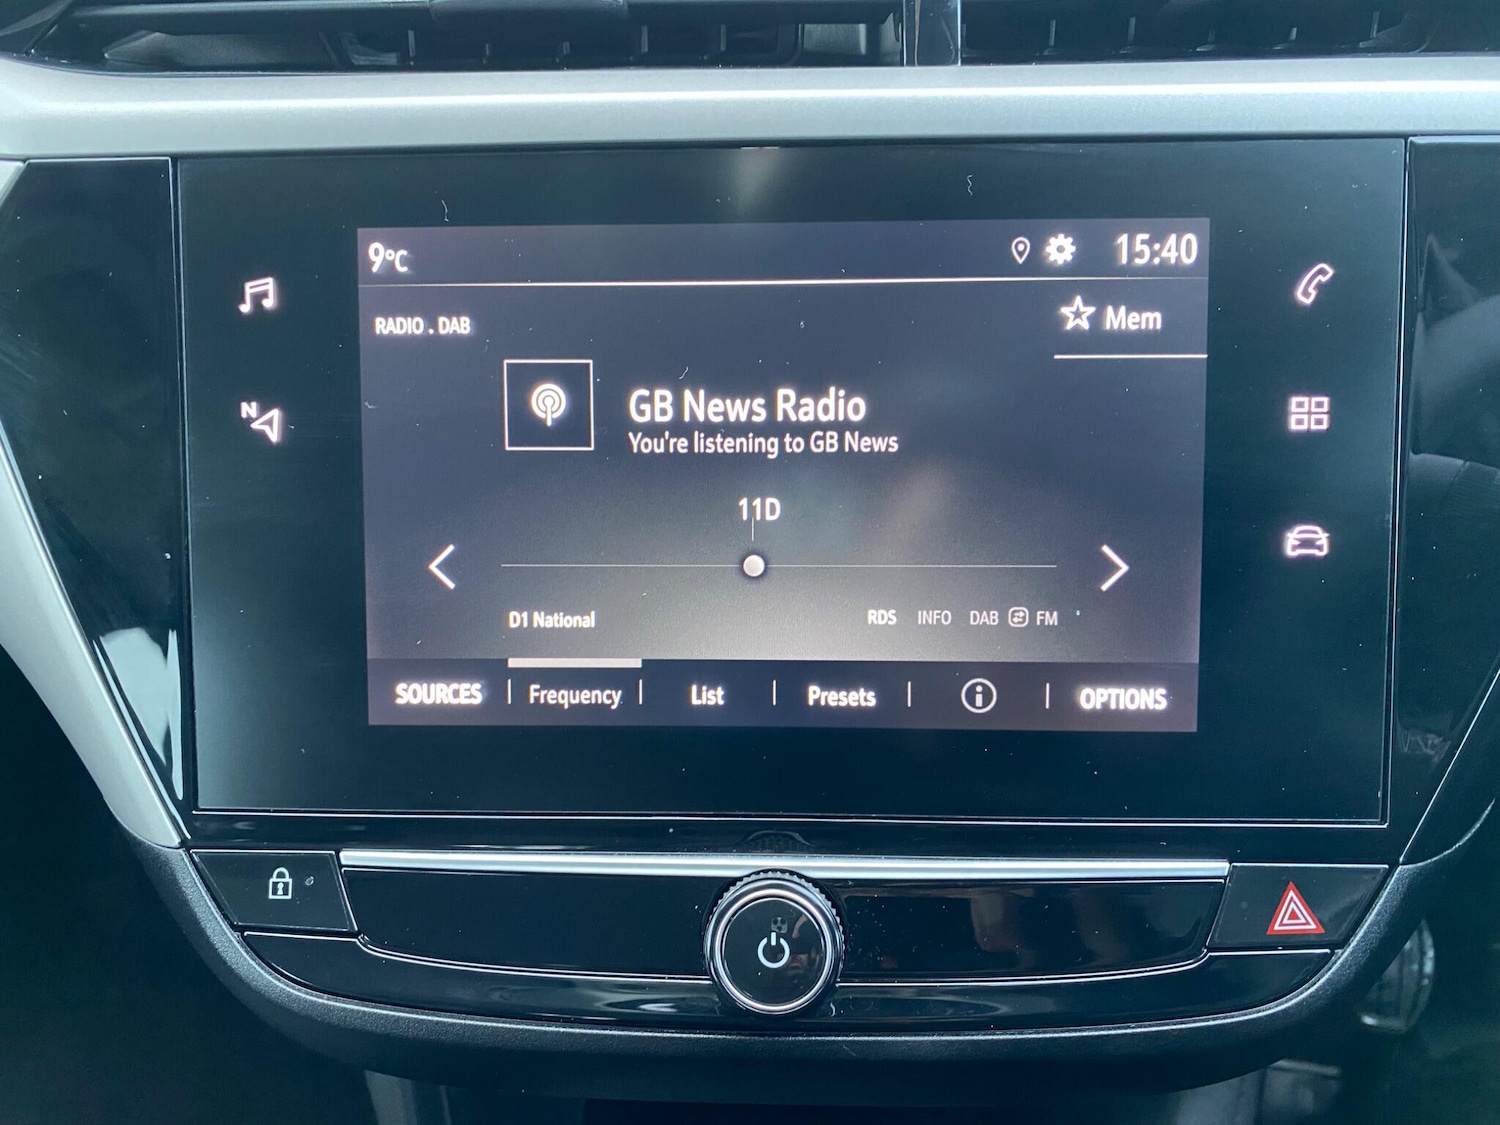 9°C 15:40
RADIO . DAB
Mem
GB News Radio
You're listening to GB News
N
11D
D1 National RDS INFO DAB FM
SOURCES Frequency List Presets OPTIONS